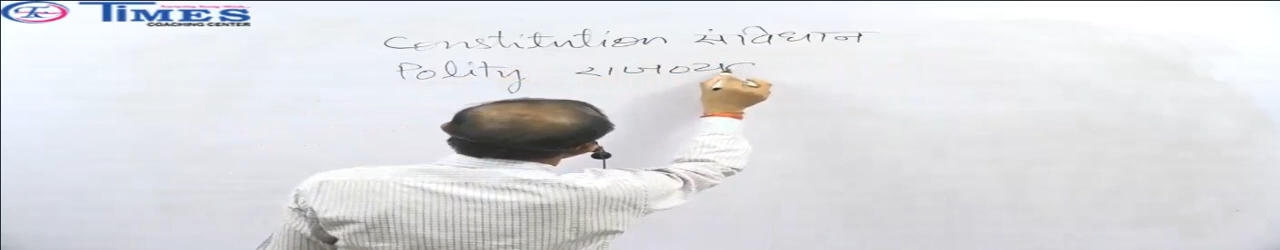 TIMES
COACHING CENTER
Constitution संविधान
Polity